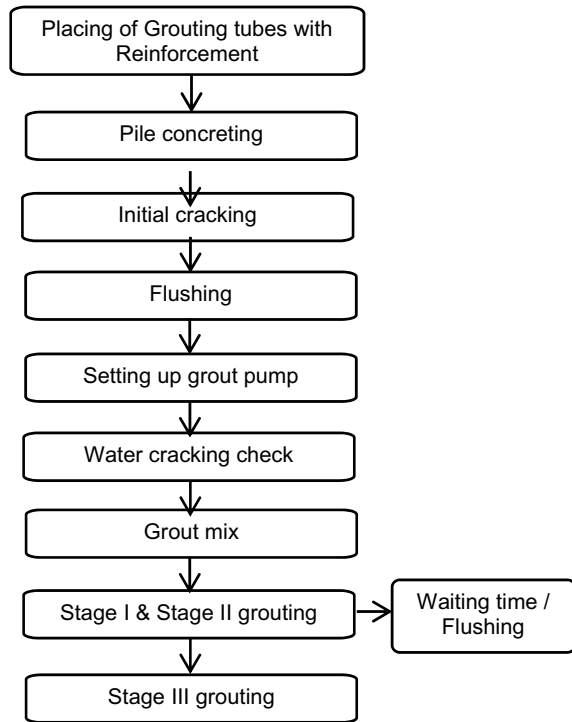 Placing of Grouting tubes with
Reinforcement
Pile concreting
Initial cracking
Flushing
Setting up grout pump
Water cracking check
Grout mix
Stage I & Stage II grouting
Waiting time /
Flushing
Stage III grouting